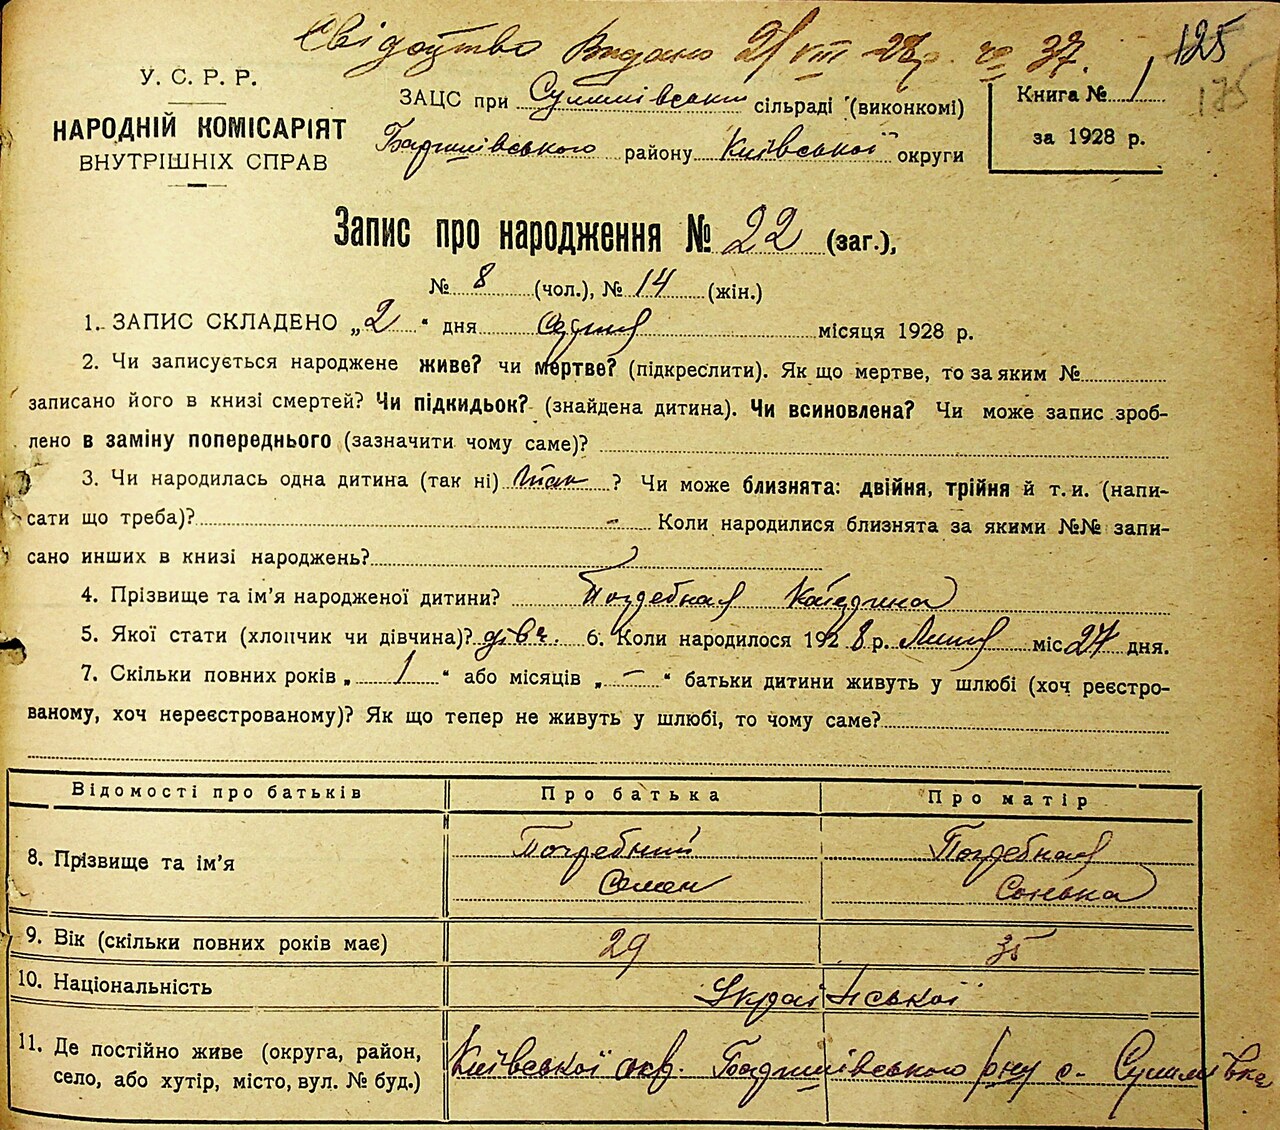 Свідоцтво видано 2/VIII-28р. № 37.
125
175
У. С. Р. Р.
НАРОДНІЙ КОМІСАРІЯТ
ВНУТРІШНІХ СПРАВ
ЗАЦС при Сулимівськ сільраді (виконкомі)
Баришівського району Київської округи
Книга № 1
за 1928 р.
Запис про народження № 22 (заг.),
№ 8 (чол.), № 14 (жін.)
1. ЗАПИС СКЛАДЕНО „2“ дня Серпня місяця 1928 р.
2. Чи записується народжене живе? чи мертве? (підкреслити). Як що мертве, то за яким №
записано його в книзі смертей? Чи підкидьок? (знайдена дитина). Чи всиновлена? Чи може запис зроб-
лено в заміну попереднього (зазначити чому саме)?
3. Чи народилась одна дитина (так ні) так ? Чи може близнята: двійня, трійня й т. и. (напи-
сати що треба)? - Коли народилися близнята за якими №№ запи-
сано инших в книзі народжень?
4. Прізвище та ім’я народженої дитини? Погребная Катерина
5. Якої стати (хлопчик чи дівчина)? дівч. 6. Коли народилося 1928 р. Липня міс 27 дня.
7. Скільки повних років „ 1 “ або місяців „ - “ батьки дитини живуть у шлюбі (хоч реєстро-
ваному, хоч нереєстрованому)? Як що тепер не живуть у шлюбі, то чому саме?
Відомості про батьків Про батька Про матір
8. Прізвище та ім’я Погребний Погребная
Семен Сонька
9. Вік (скільки повних років має) 29 35
10. Національність Української
11. Де постійно живе (округа, район,
село, або хутір, місто, вул. № буд.) Київської окр. Баришівського рну с. Сулимівка